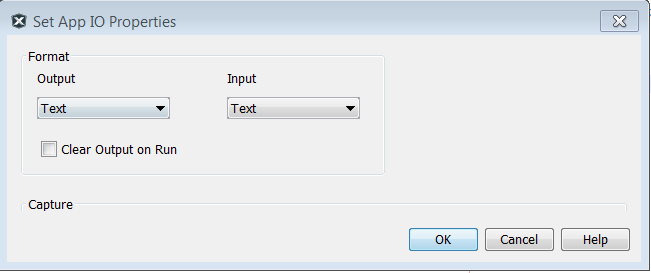 Set App IO Properties
Format
Output Input
Text Text
Clear Output on Run
Capture
OK Cancel Help